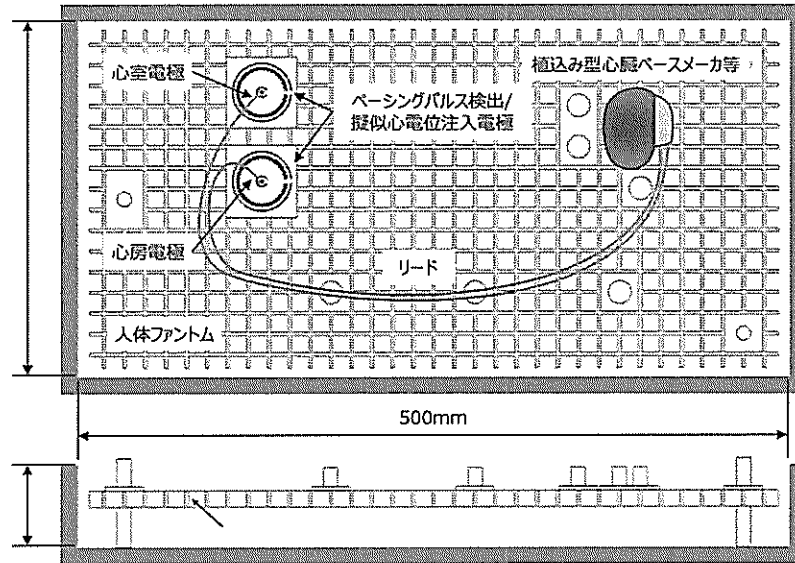 心室電極
ペーシングパルス検出/
擬似心電位注入電極
植込み型心臓ペースメーカ等
心房電極
リード
人体ファントム
500mm